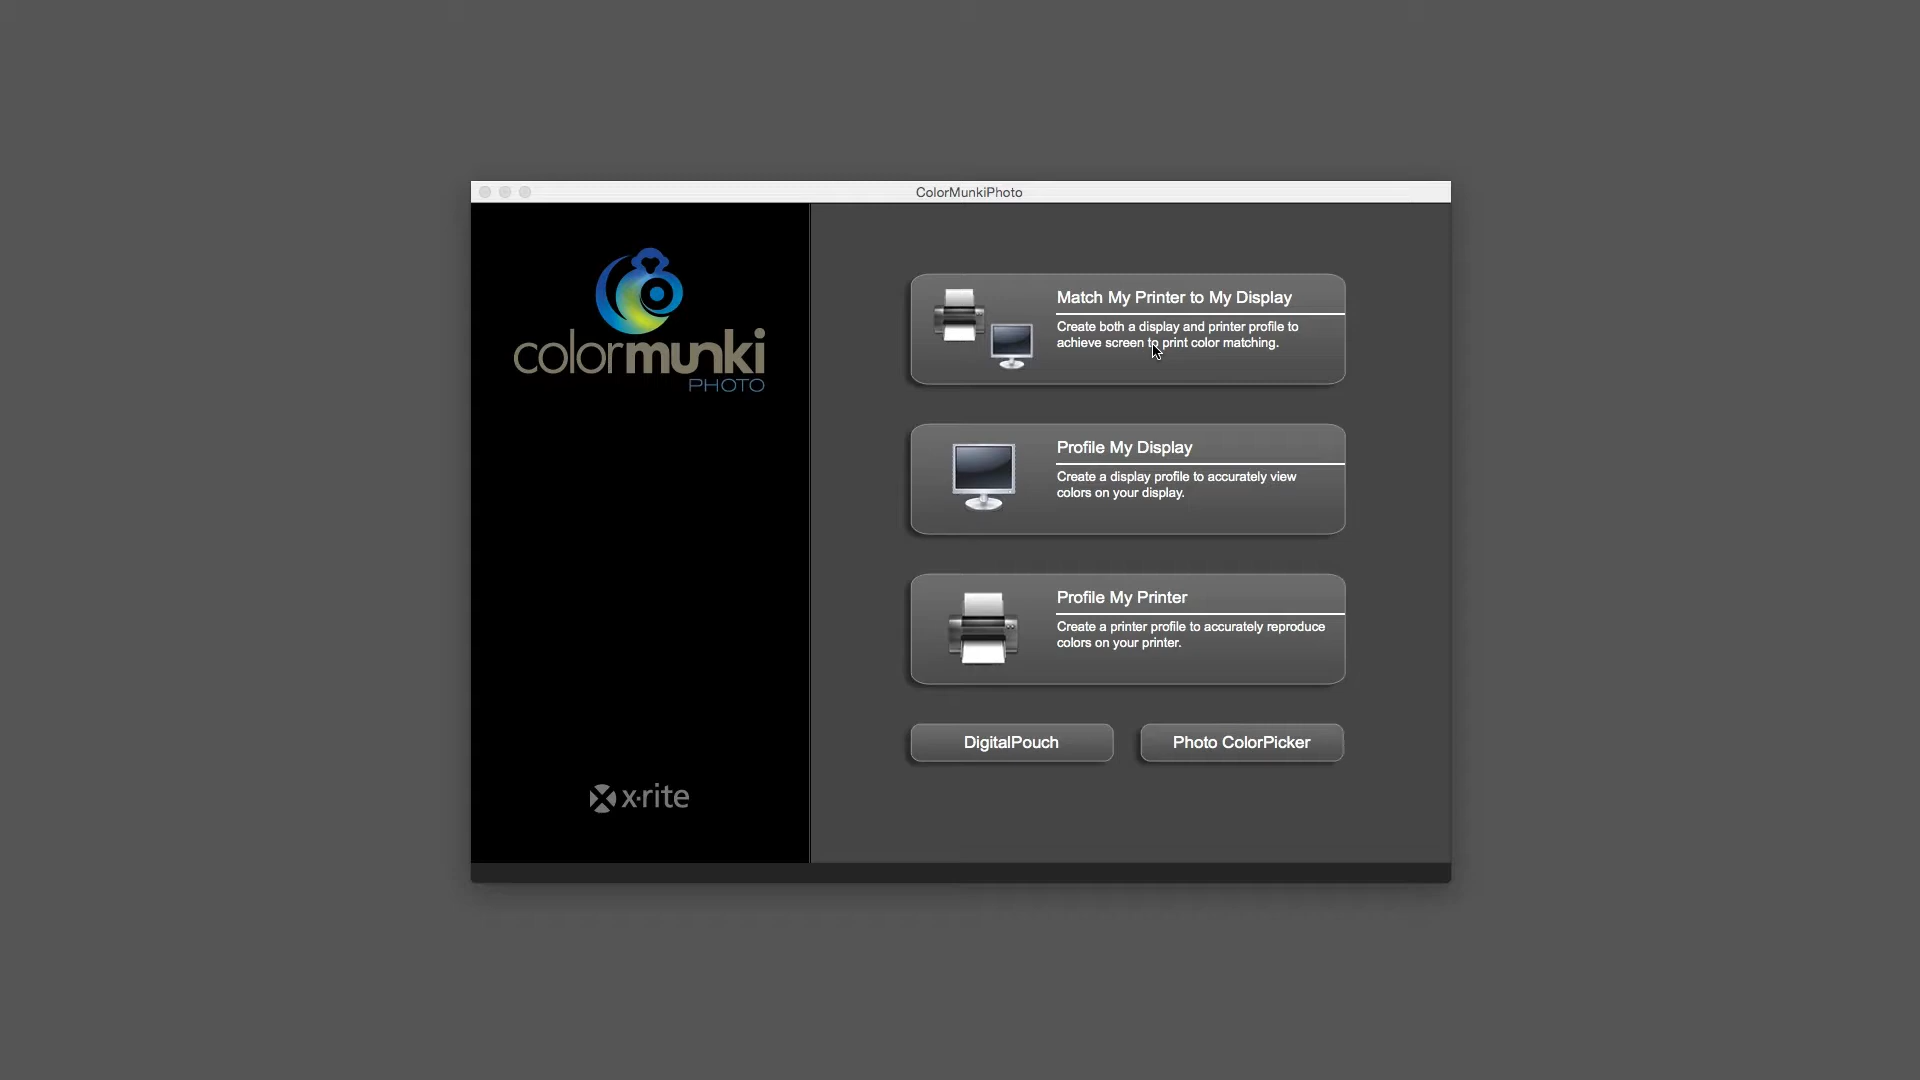 ColorMunkiPhoto
colormunki
PHOTO
Match My Printer to My Display
Create both a display and printer profile to
achieve screen to print color matching.
Profile My Display
Create a display profile to accurately view
colors on your display.
Profile My Printer
Create a printer profile to accurately reproduce
colors on your printer.
DigitalPouch
Photo ColorPicker
x·rite